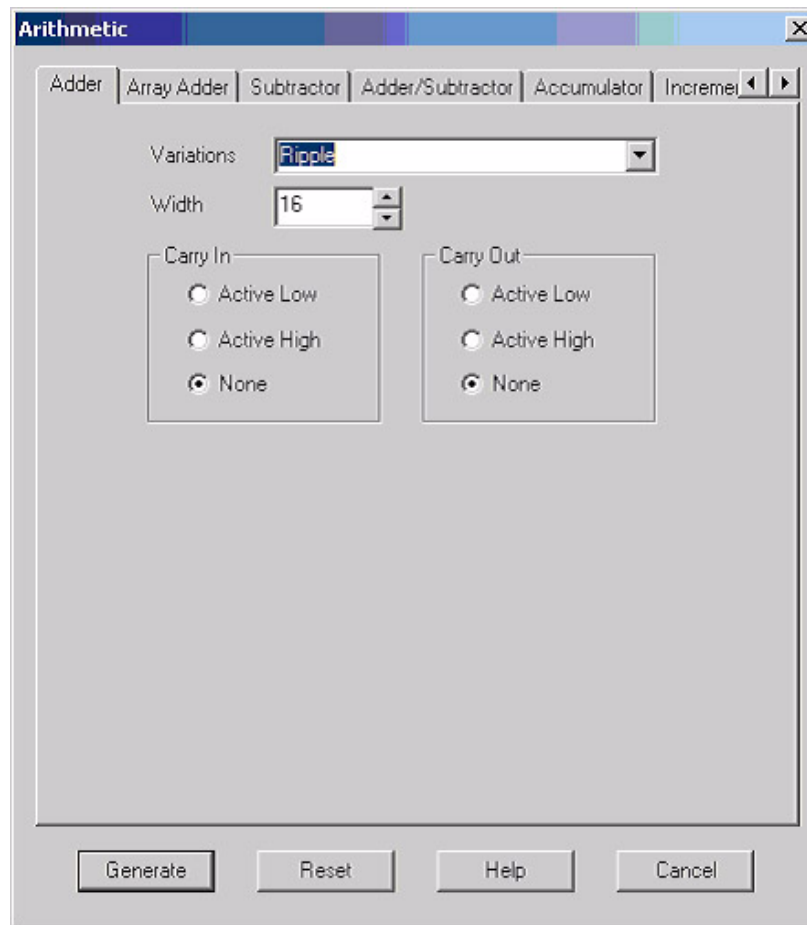 Arithmetic
Adder Array Adder Subtractor Adder/Subtractor Accumulator
Variations Ripple
Width 16
Carry In Carry Out
Active Low Active Low
Active High Active High
None None
Generate Reset Help Cancel